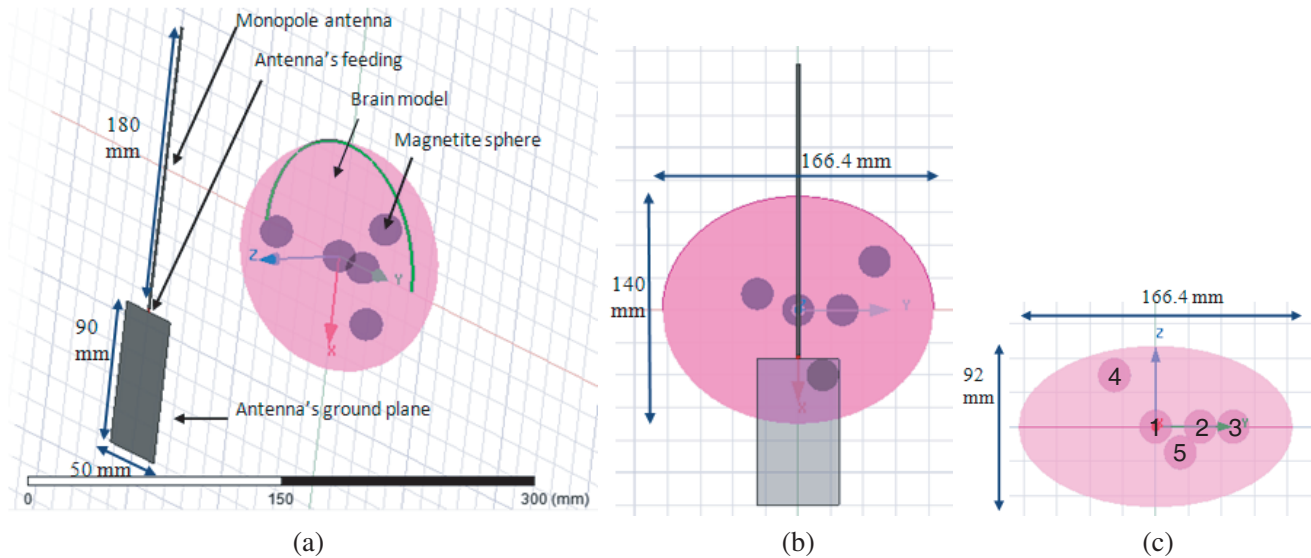 Monopole antenna
Antenna's feeding
Brain model
Magnetite sphere
180
mm
Z
Y
X
90
mm
Antenna's ground plane
50 mm
0
150
300 (mm)
(a)
166.4 mm
140
mm
Y
X
(b)
166.4 mm
Z
92
mm
4
1
2
3
Y
5
(c)